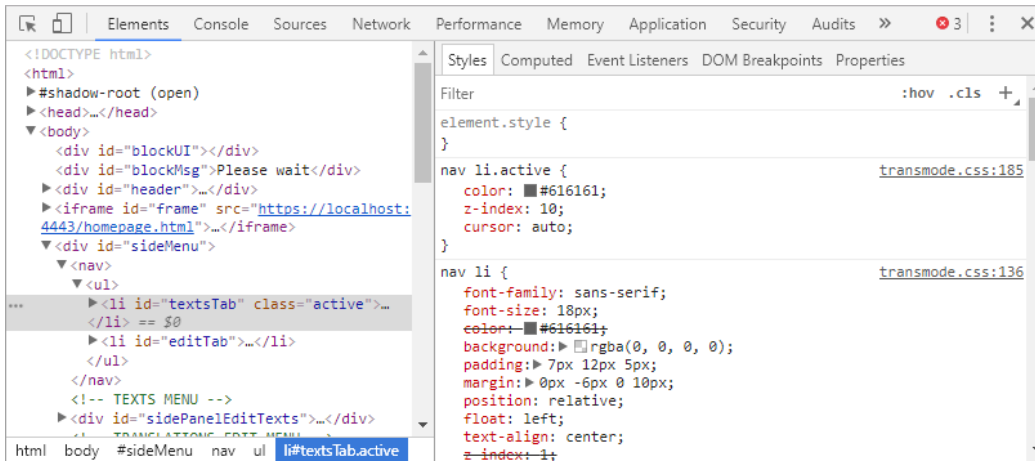 Elements Console Sources Network Performance Memory Application Security Audits » 3
<!DOCTYPE html>
<html>
▶#shadow-root (open)
▶<head>…</head>
▼<body>
<div id="blockUI"></div>
<div id="blockMsg">Please wait</div>
▶<div id="header">…</div>
▶<iframe id="frame" src="https://localhost:
4443/homepage.html">…</iframe>
▼<div id="sideMenu">
▼<nav>
▼<ul>
… ▶<li id="textsTab" class="active">…
</li> == $0
▶<li id="editTab">…</li>
</ul>
</nav>
<!-- TEXTS MENU -->
▶<div id="sidePanelEditTexts">…</div>
<!-- TRANSLATIONS EDIT MENU -->
html body #sideMenu nav ul li#textsTab.active
Styles Computed Event Listeners DOM Breakpoints Properties
Filter :hov .cls +
element.style {
}
nav li.active { transmode.css:185
color: #616161;
z-index: 10;
cursor: auto;
}
nav li { transmode.css:136
font-family: sans-serif;
font-size: 18px;
color: #616161;
background:▶ rgba(0, 0, 0, 0);
padding:▶ 7px 12px 5px;
margin:▶ 0px -6px 0 10px;
position: relative;
float: left;
text-align: center;
z-index: 1;